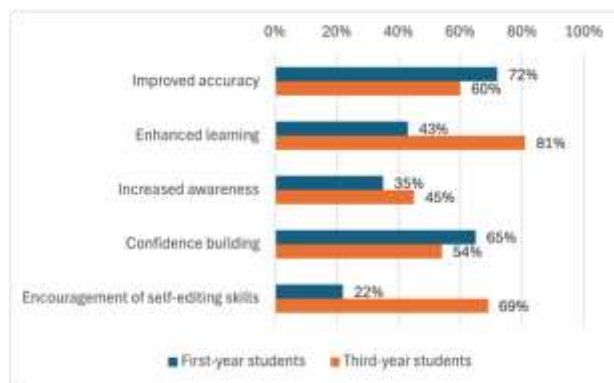 0% 20% 40% 60% 80% 100%
Improved accuracy 72%
60%
Enhanced learning 43%
81%
Increased awareness 35%
45%
Confidence building 65%
54%
Encouragement of self-editing skills 22%
69%
First-year students Third-year students